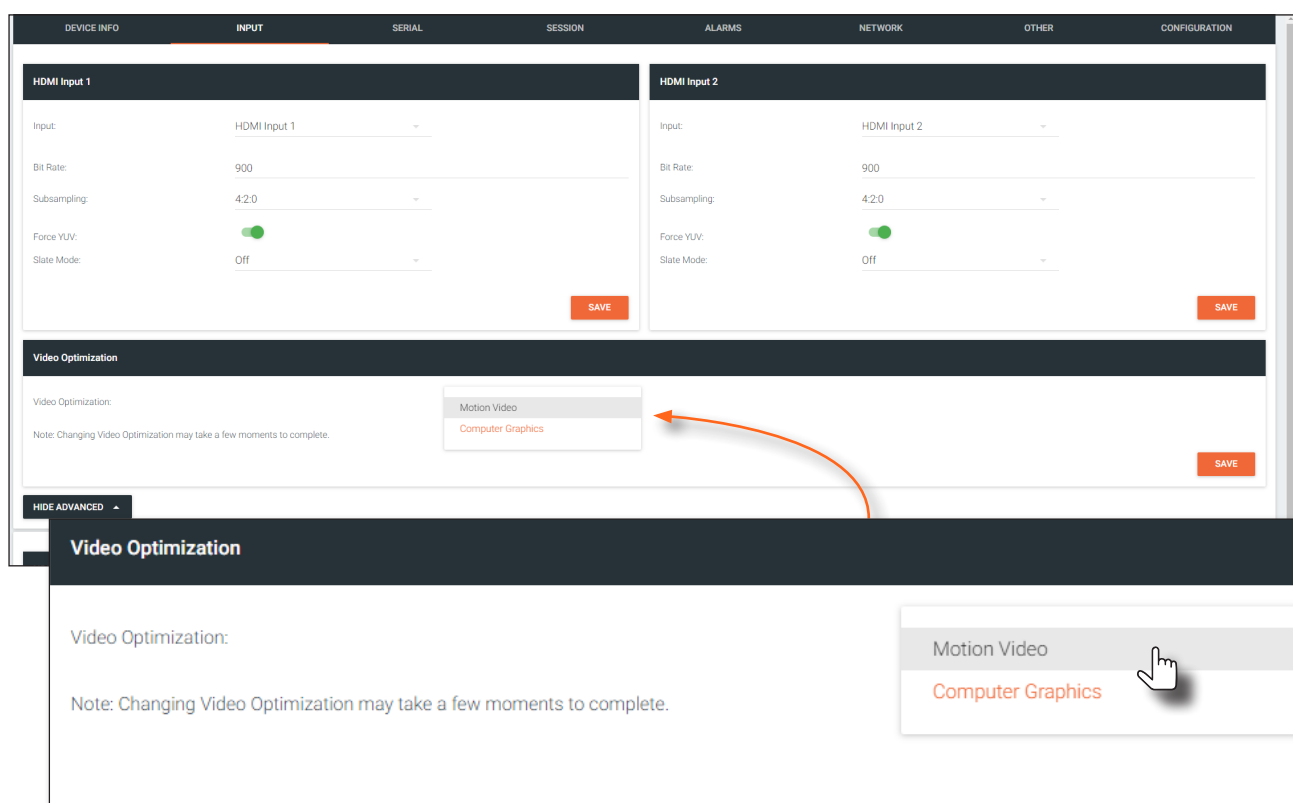 DEVICE INFO INPUT SERIAL SESSION ALARMS NETWORK OTHER CONFIGURATION
HDMI Input 1
Input: HDMI Input 1
Bit Rate: 900
Subsampling: 4:2:0
Force YUV:
Slate Mode: Off
SAVE
HDMI Input 2
Input: HDMI Input 2
Bit Rate: 900
Subsampling: 4:2:0
Force YUV:
Slate Mode: Off
SAVE
Video Optimization
Video Optimization:
Motion Video
Computer Graphics
Note: Changing Video Optimization may take a few moments to complete.
SAVE
HIDE ADVANCED
Video Optimization
Video Optimization:
Motion Video
Computer Graphics
Note: Changing Video Optimization may take a few moments to complete.